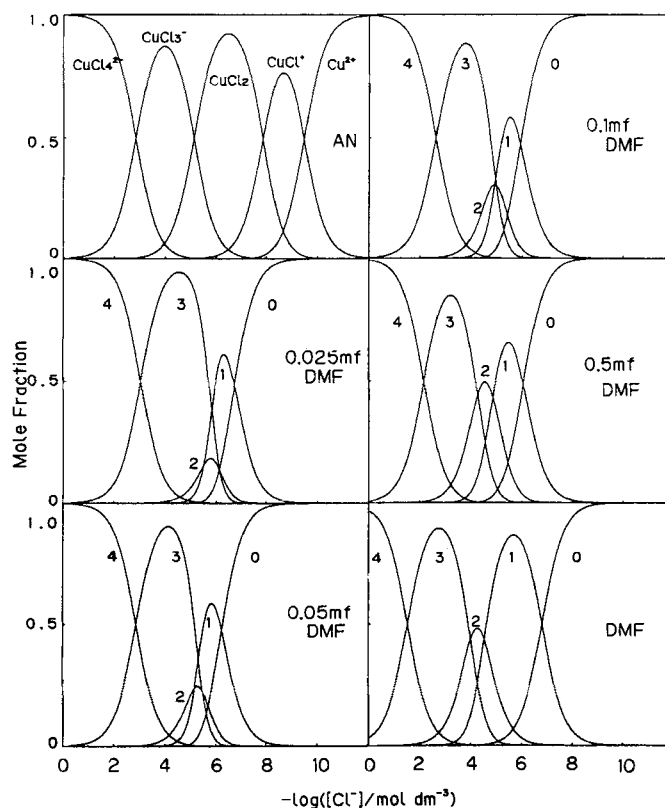 Mole Fraction
1.0
0.5
0
CuCl₄²⁻
CuCl₃⁻
CuCl₂
CuCl⁺
Cu²⁺
AN
4
3
2
1
0
0.1mf
DMF
1.0
0.5
0
4
3
2
1
0
0.025mf
DMF
4
3
2
1
0
0.5mf
DMF
1.0
0.5
0
4
3
2
1
0
0.05mf
DMF
4
3
2
1
0
DMF
0 2 4 6 8 10
0 2 4 6 8 10
−log([Cl⁻]/mol dm⁻³)